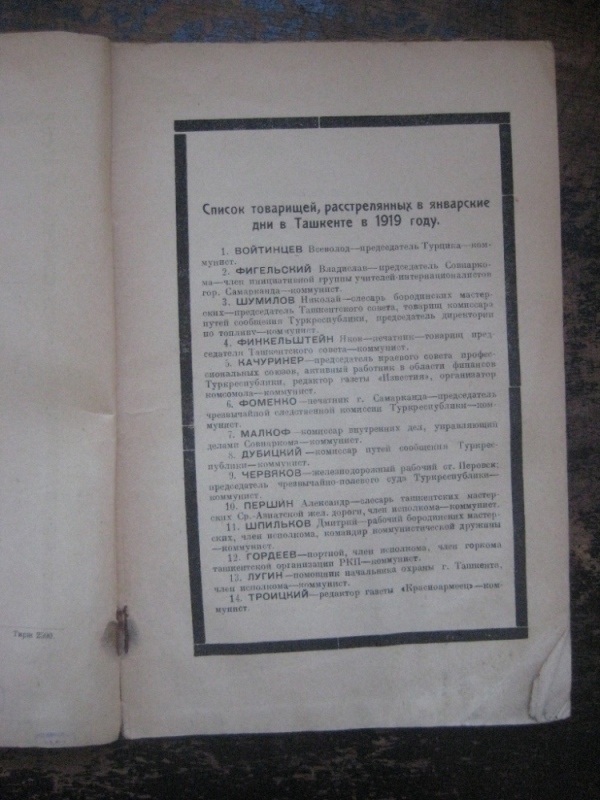 Список товарищей, расстрелянных в январские
дни в Ташкенте в 1919 году.
1. ВОЙТИНЦЕВ Всеволод—председатель Турцика—ком-
мунист.
2. ФИГЕЛЬСКИЙ Владислав—председатель Совнарко-
ма—член инициативной группы учителей-интернационалистов
гор. Самарканда—коммунист.
3. ШУМИЛОВ Николай—слесарь бородинских мастер-
ских—председатель Ташкентского совета, товарищ комиссара
путей сообщения Туркреспублики, председатель директории
по топливу—коммунист.
4. ФИНКЕЛЬШТЕЙН Яков—печатник—товарищ пред-
седателя Ташкентского совета—коммунист.
5. КАЧУРИНЕР—председатель краевого совета профес-
сиональных союзов, активный работник в области финансов
Туркреспублики, редактор газеты «Известия», организатор
комсомола—коммунист.
6. ФОМЕНКО—печатник г. Самарканда—председатель
чрезвычайной следственной комиссии Туркреспублики—ком-
мунист.
7. МАЛКОФ—комиссар внутренних дел, управляющий
делами Совнаркома—коммунист.
8. ДУБИЦКИЙ—комиссар путей сообщения Туркрес-
публики—коммунист.
9. ЧЕРВЯКОВ—железнодорожный рабочий ст. Перовск;
председатель чрезвычайно-полевого суда Туркреспублики—
коммунист.
10. ПЕРШИН Александр—слесарь ташкентских мастер-
ских Ср.-Азиатской жел. дороги, член исполкома—коммунист.
11. ШПИЛЬКОВ Дмитрий—рабочий бородинских мастер-
ских, член исполкома, командир коммунистической дружины
—коммунист.
12. ГОРДЕЕВ—портной, член исполкома, член горкома
ташкентской организации РКП—коммунист.
13. ЛУГИН—помощник начальника охраны г. Ташкента,
член исполкома—коммунист.
14. ТРОИЦКИЙ—редактор газеты «Красноармеец»—ком-
мунист.
Тираж